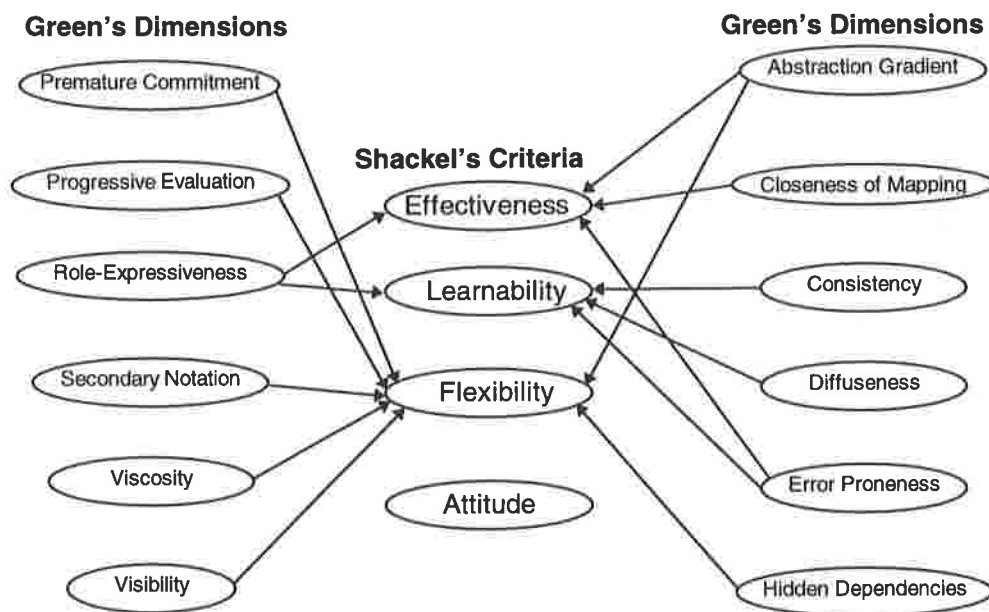 Green's Dimensions
Green's Dimensions
Premature Commitment
Abstraction Gradient
Shackel's Criteria
Progressive Evaluation
Effectiveness
Closeness of Mapping
Role-Expressiveness
Learnability
Consistency
Secondary Notation
Flexibility
Diffuseness
Viscosity
Attitude
Error Proneness
Visibility
Hidden Dependencies